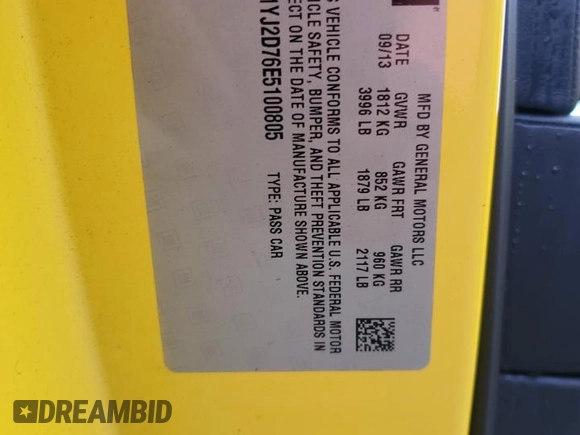 MFD BY GENERAL MOTORS LLC
DATE GVWR GAWR FRT GAWR RR
09/13 1812 KG 852 KG 960 KG
3996 LB 1879 LB 2117 LB
VEHICLE CONFORMS TO ALL APPLICABLE U.S. FEDERAL MOTOR
VEHICLE SAFETY, BUMPER, AND THEFT PREVENTION STANDARDS IN
ECT ON THE DATE OF MANUFACTURE SHOWN ABOVE.
1YJ2D76E5100805 TYPE: PASS CAR
DREAMBID